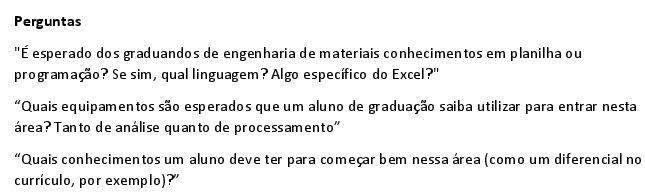 Perguntas
"É esperado dos graduandos de engenharia de materiais conhecimentos em planilha ou
programação? Se sim, qual linguagem? Algo específico do Excel?"
“Quais equipamentos são esperados que um aluno de graduação saiba utilizar para entrar nesta
área? Tanto de análise quanto de processamento”
“Quais conhecimentos um aluno deve ter para começar bem nessa área (como um diferencial no
currículo, por exemplo)?”